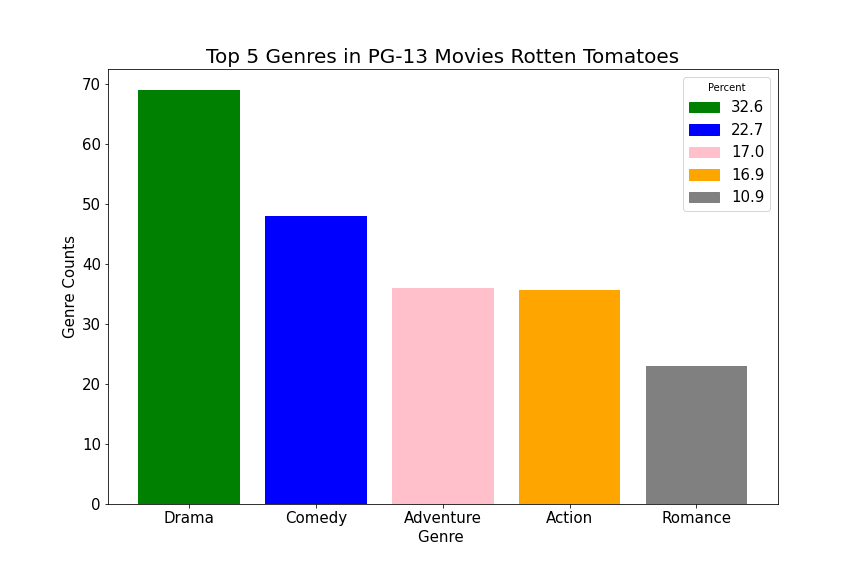 Top 5 Genres in PG-13 Movies Rotten Tomatoes
Percent
32.6
22.7
17.0
16.9
10.9
Genre Counts
70
60
50
40
30
20
10
0
Drama Comedy Adventure Action Romance
Genre